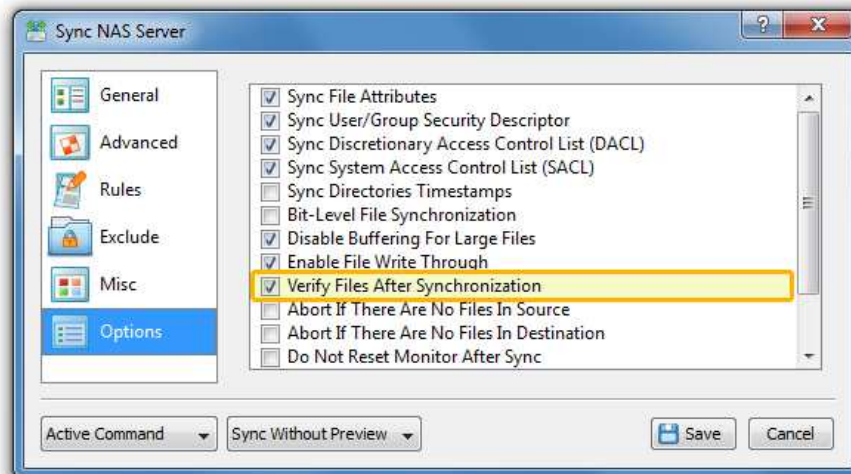 Sync NAS Server
General
Advanced
Rules
Exclude
Misc
Options
Sync File Attributes
Sync User/Group Security Descriptor
Sync Discretionary Access Control List (DACL)
Sync System Access Control List (SACL)
Sync Directories Timestamps
Bit-Level File Synchronization
Disable Buffering For Large Files
Enable File Write Through
Verify Files After Synchronization
Abort If There Are No Files In Source
Abort If There Are No Files In Destination
Do Not Reset Monitor After Sync
Active Command
Sync Without Preview
Save
Cancel